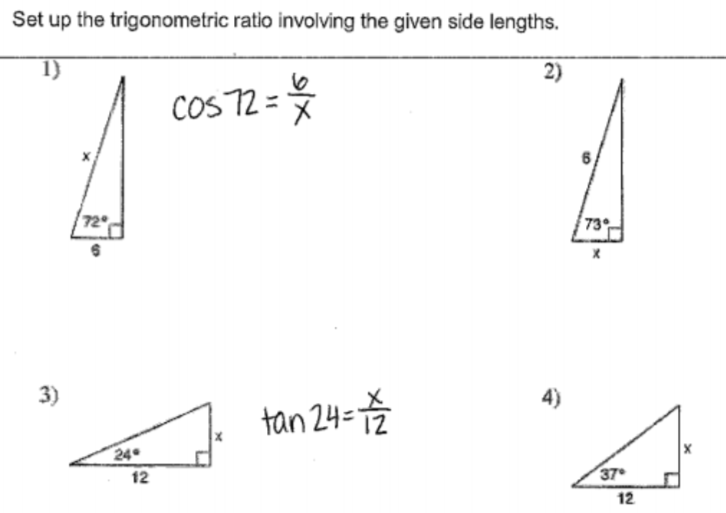 Set up the trigonometric ratio involving the given side lengths.
1)
cos 72 = 6/x
x
72°
6
2)
6
73°
x
3)
tan 24 = x/12
x
24°
12
4)
x
37°
12